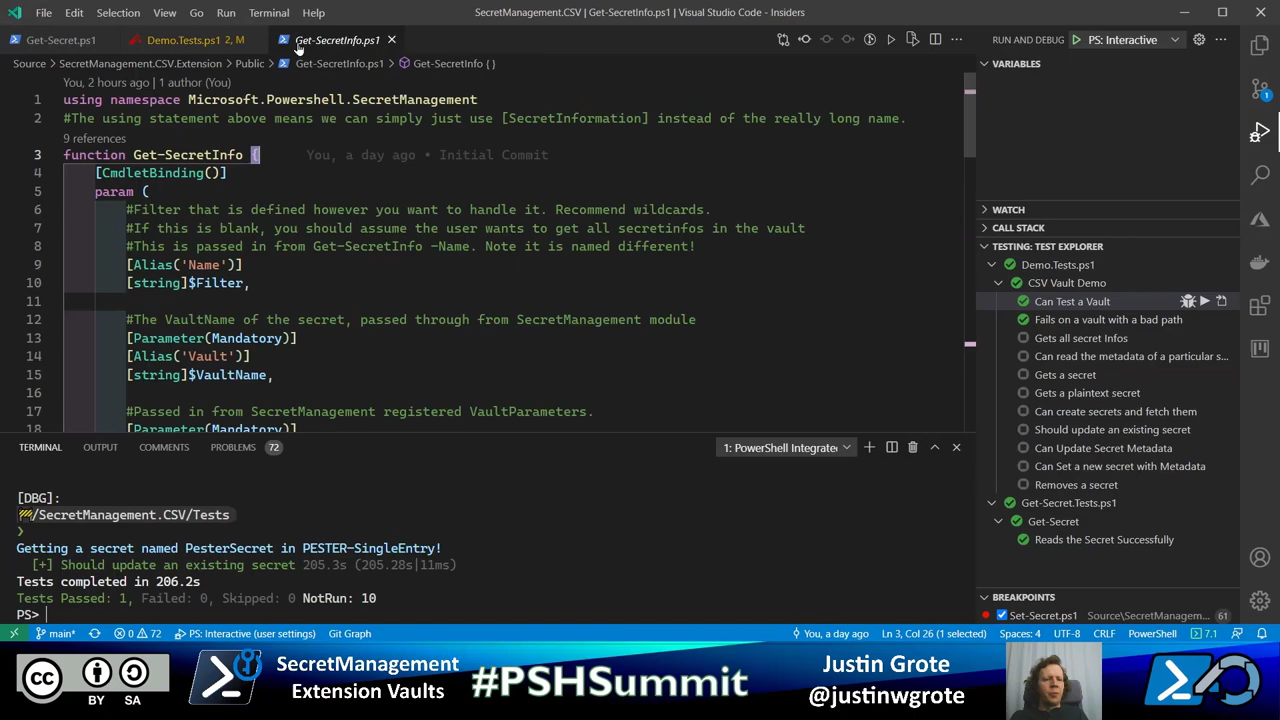 File Edit Selection View Go Run Terminal Help
SecretManagement.CSV | Get-SecretInfo.ps1 | Visual Studio Code - Insiders
Get-Secret.ps1
Demo.Tests.ps1 2, M
Get-SecretInfo.ps1
Source > SecretManagement.CSV.Extension > Public > Get-SecretInfo.ps1 > Get-SecretInfo { }
You, 2 hours ago | 1 author (You)
1 using namespace Microsoft.Powershell.SecretManagement
2 #The using statement above means we can simply just use [SecretInformation] instead of the really long name.
9 references
3 function Get-SecretInfo { You, a day ago • Initial Commit
4 [CmdletBinding()]
5 param (
6 #Filter that is defined however you want to handle it. Recommend wildcards.
7 #If this is blank, you should assume the user wants to get all secretinfos in the vault
8 #This is passed in from Get-SecretInfo -Name. Note it is named different!
9 [Alias('Name')]
10 [string]$Filter,
11
12 #The VaultName of the secret, passed through from SecretManagement module
13 [Parameter(Mandatory)]
14 [Alias('Vault')]
15 [string]$VaultName,
16
17 #Passed in from SecretManagement registered VaultParameters.
18 [Parameter(Mandatory)]
RUN AND DEBUG PS: Interactive
VARIABLES
WATCH
CALL STACK
TESTING: TEST EXPLORER
Demo.Tests.ps1
CSV Vault Demo
Can Test a Vault
Fails on a vault with a bad path
Gets all secret Infos
Can read the metadata of a particular s...
Gets a secret
Gets a plaintext secret
Can create secrets and fetch them
Should update an existing secret
Can Update Secret Metadata
Can Set a new secret with Metadata
Removes a secret
Get-Secret.Tests.ps1
Get-Secret
Reads the Secret Successfully
BREAKPOINTS
Set-Secret.ps1 Source\SecretManagem... 61
1
TERMINAL OUTPUT COMMENTS PROBLEMS 72
1: PowerShell Integrate
[DBG]:
/SecretManagement.CSV/Tests
❯
Getting a secret named PesterSecret in PESTER-SingleEntry!
[+] Should update an existing secret 205.3s (205.28s|11ms)
Tests completed in 206.2s
Tests Passed: 1, Failed: 0, Skipped: 0 NotRun: 10
PS>
main* 0 72 PS: Interactive (user settings) Git Graph
You, a day ago Ln 3, Col 26 (1 selected) Spaces: 4 UTF-8 CRLF PowerShell 7.1
cc BY SA
SecretManagement
Extension Vaults
#PSHSummit
Justin Grote
@justinwgrote